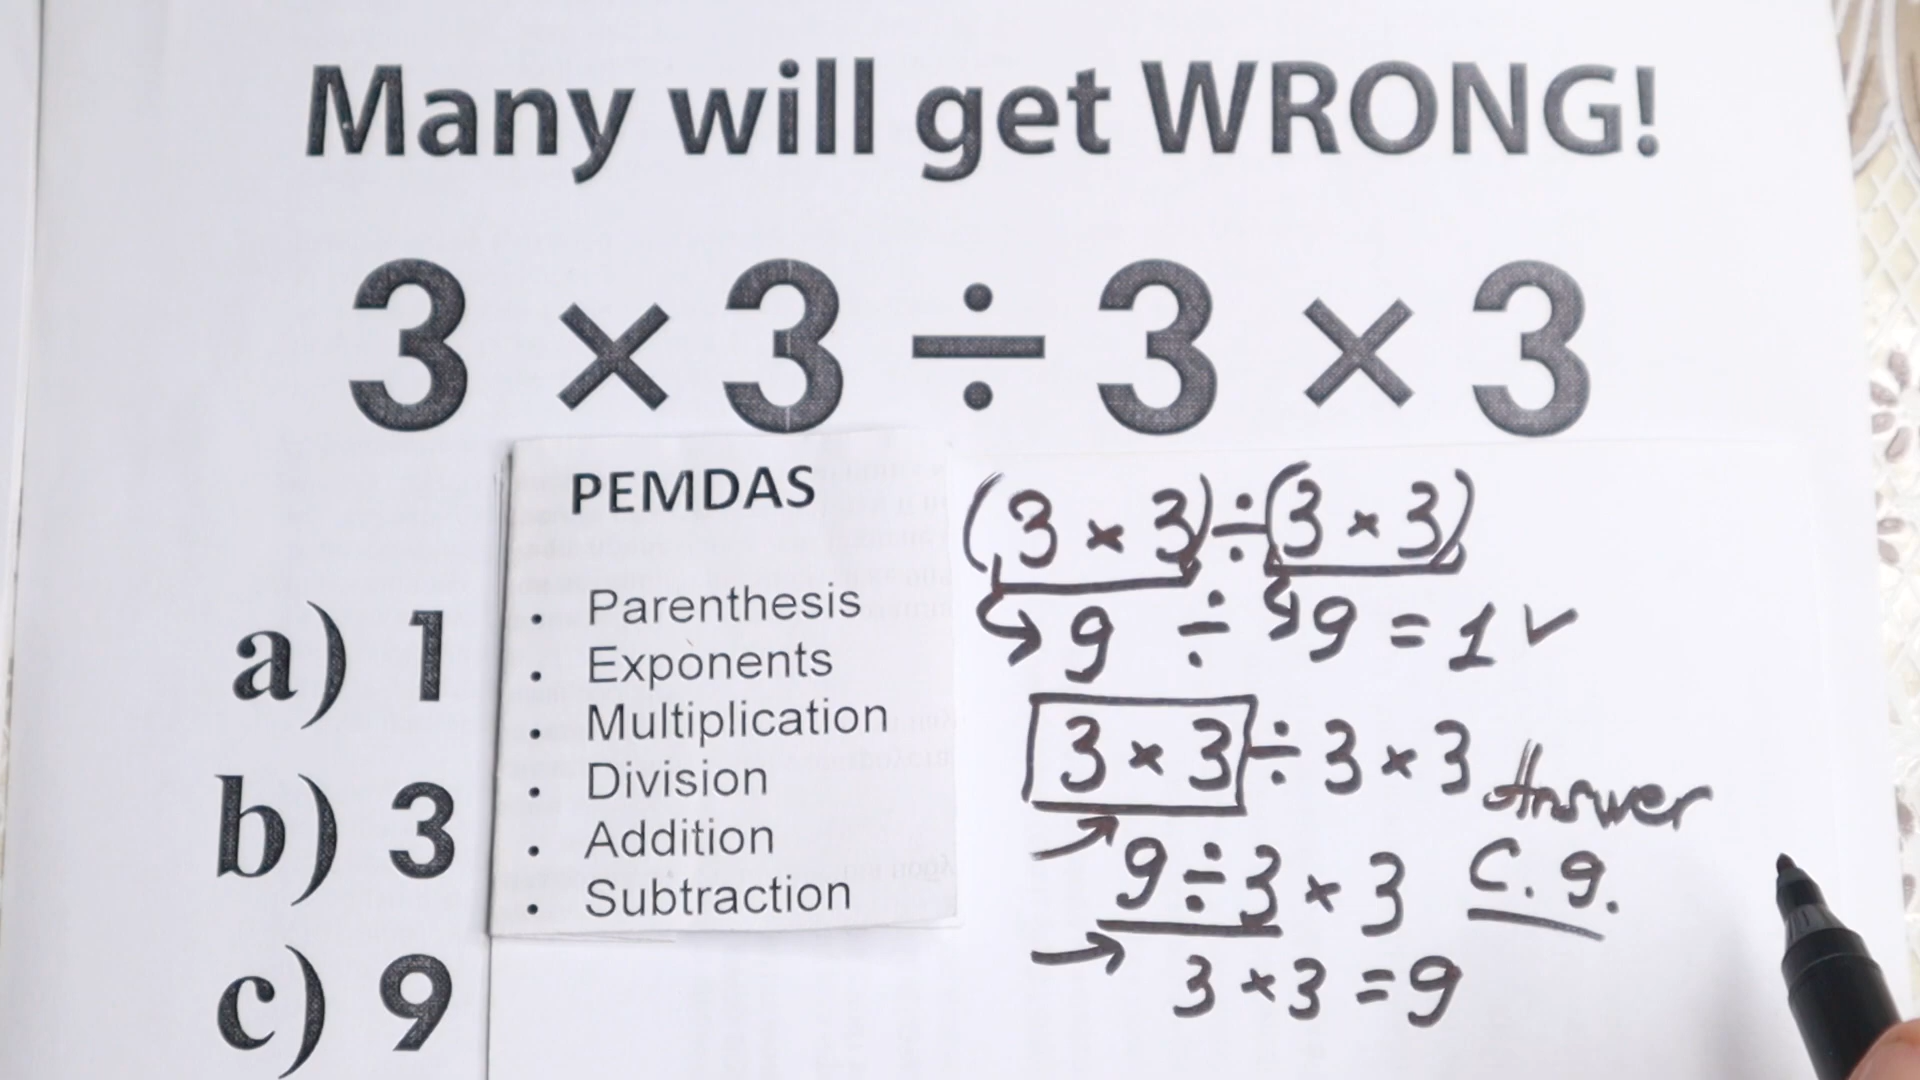 Many will get WRONG!
3 × 3 ÷ 3 × 3
PEMDAS
• Parenthesis
• Exponents
• Multiplication
• Division
• Addition
• Subtraction
a) 1
b) 3
c) 9
(3 × 3) ÷ (3 × 3)
9 ÷ 9 = 1 ✓
3 × 3 ÷ 3 × 3
9 ÷ 3 × 3
3 × 3 = 9
Answer
C. 9.